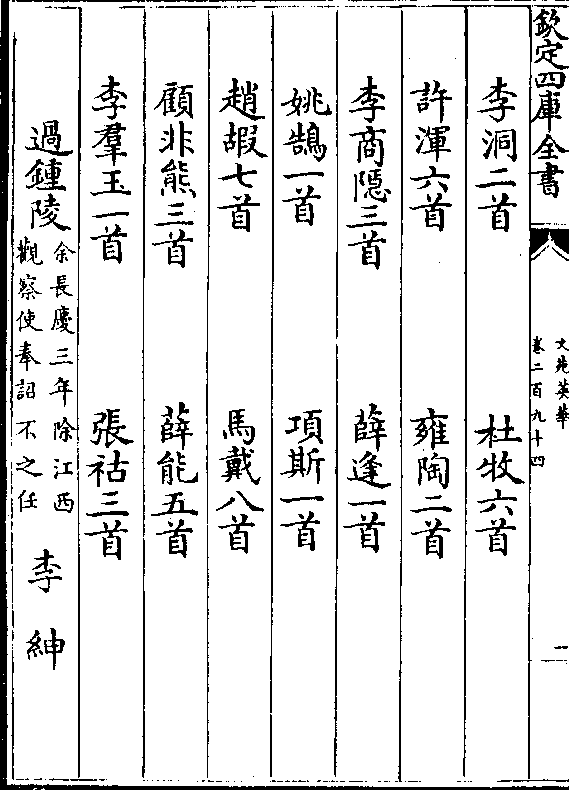 欽定四庫全書
文苑英華
卷二百九十四
一
李洞二首 杜牧六首
許渾六首 雍陶二首
李商隱三首 薛逢一首
姚鵠一首 項斯一首
趙嘏七首 馬戴八首
顧非熊三首 薛能五首
李羣玉一首 張祜三首
過鍾陵 余長慶三年除江西觀察使奉詔不之任 李紳